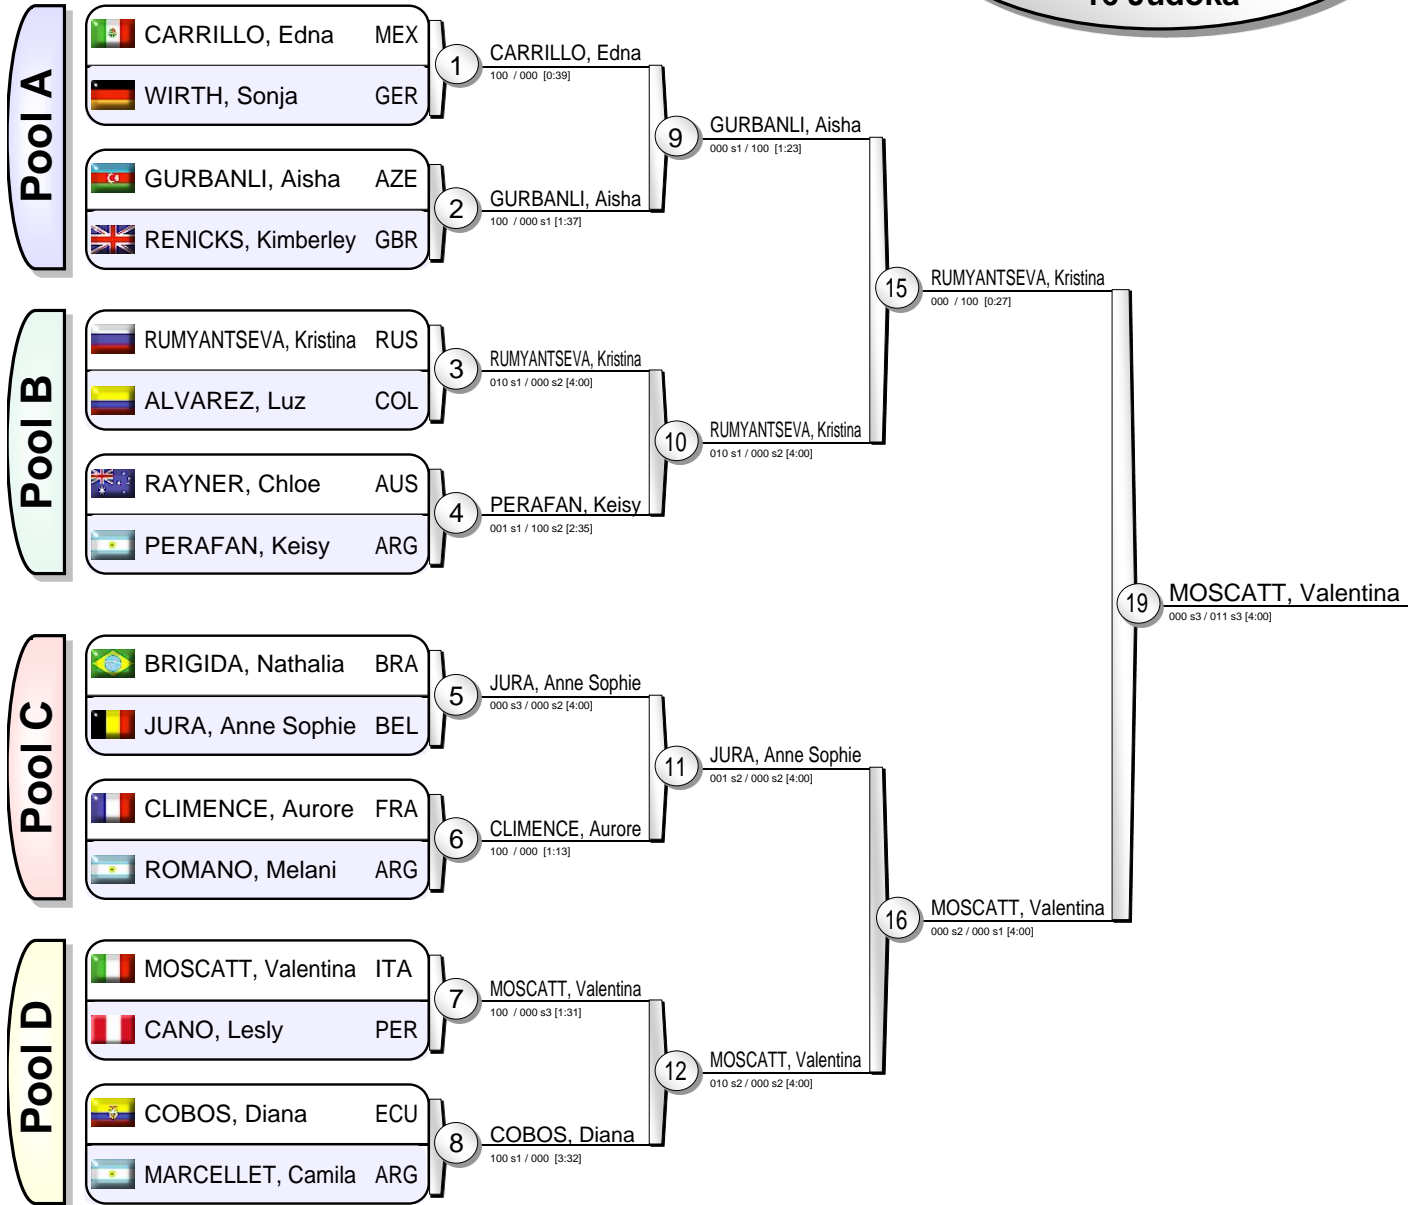 16 Judoka
Pool A
CARRILLO, Edna MEX
WIRTH, Sonja GER
GURBANLI, Aisha AZE
RENICKS, Kimberley GBR
Pool B
RUMYANTSEVA, Kristina RUS
ALVAREZ, Luz COL
RAYNER, Chloe AUS
PERAFAN, Keisy ARG
Pool C
BRIGIDA, Nathalia BRA
JURA, Anne Sophie BEL
CLIMENCE, Aurore FRA
ROMANO, Melani ARG
Pool D
MOSCATT, Valentina ITA
CANO, Lesly PER
COBOS, Diana ECU
MARCELLET, Camila ARG
1
CARRILLO, Edna
100 / 000 [0:39]
2
GURBANLI, Aisha
100 / 000 s1 [1:37]
3
RUMYANTSEVA, Kristina
010 s1 / 000 s2 [4:00]
4
PERAFAN, Keisy
001 s1 / 100 s2 [2:35]
5
JURA, Anne Sophie
000 s3 / 000 s2 [4:00]
6
CLIMENCE, Aurore
100 / 000 [1:13]
7
MOSCATT, Valentina
100 / 000 s3 [1:31]
8
COBOS, Diana
100 s1 / 000 [3:32]
9
GURBANLI, Aisha
000 s1 / 100 [1:23]
10
RUMYANTSEVA, Kristina
010 s1 / 000 s2 [4:00]
11
JURA, Anne Sophie
001 s2 / 000 s2 [4:00]
12
MOSCATT, Valentina
010 s2 / 000 s2 [4:00]
15
RUMYANTSEVA, Kristina
000 / 100 [0:27]
16
MOSCATT, Valentina
000 s2 / 000 s1 [4:00]
19
MOSCATT, Valentina
000 s3 / 011 s3 [4:00]